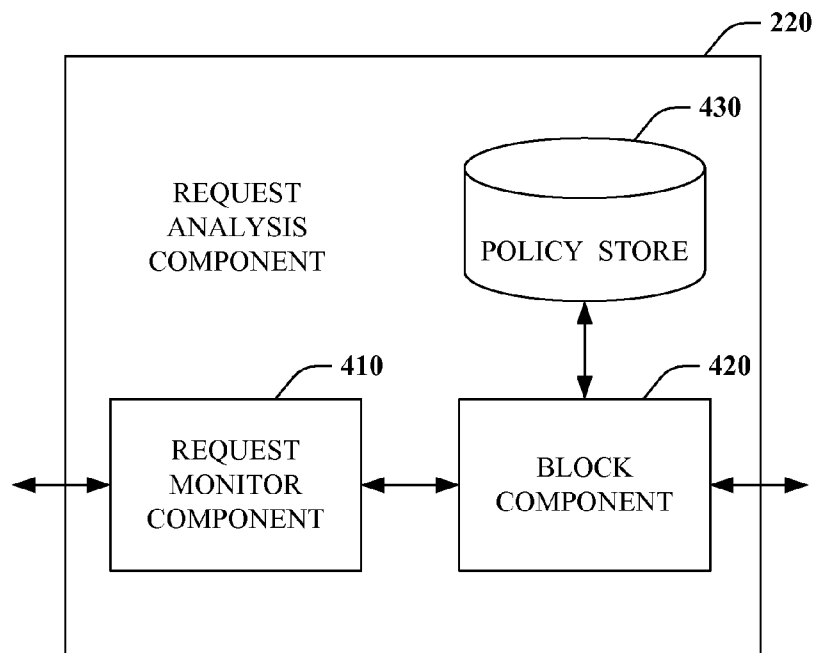 220
430
REQUEST
ANALYSIS
COMPONENT
POLICY STORE
410
420
REQUEST
MONITOR
COMPONENT
BLOCK
COMPONENT